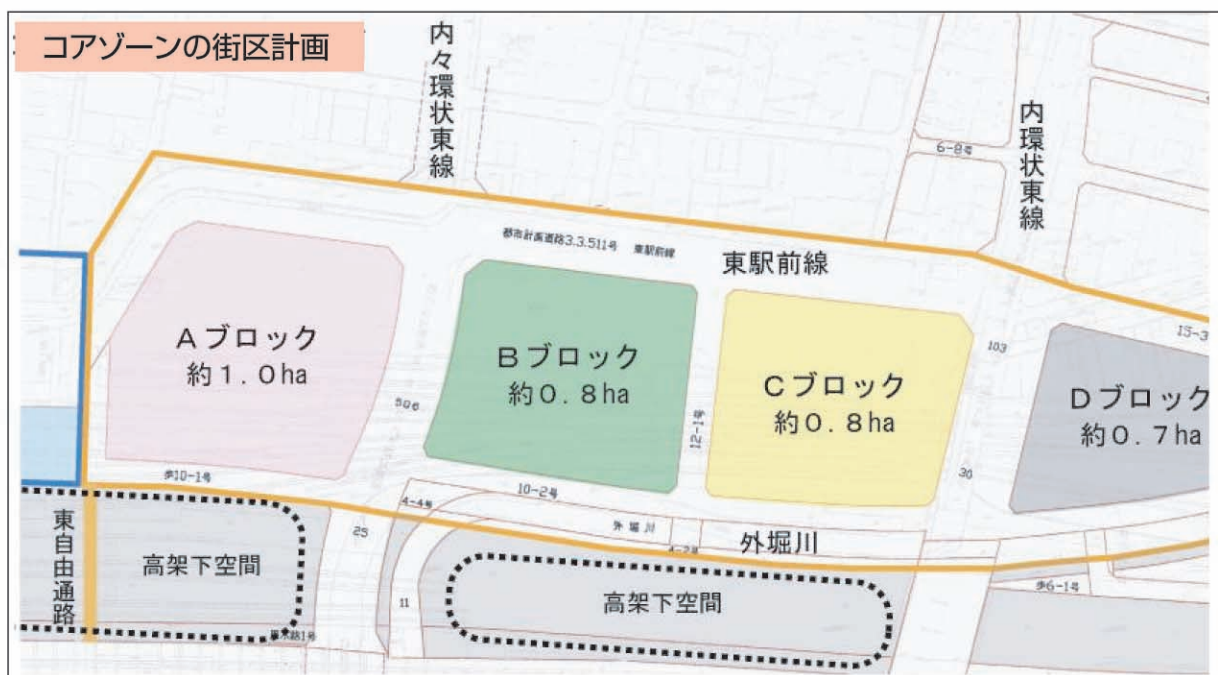 コアゾーンの街区計画
内々環状東線
内環状東線
6-8号
都市計画道路3.3.511号 東駅前線
東駅前線
15-3
103
Aブロック
約1.0ha
Bブロック
約0.8ha
Cブロック
約0.8ha
Dブロック
約0.7ha
506
12-1号
30
歩10-1号
10-2号
4-4号
外堀川
4-2号
外堀川
25
11
歩6-1号
東自由通路
高架下空間
高架下空間